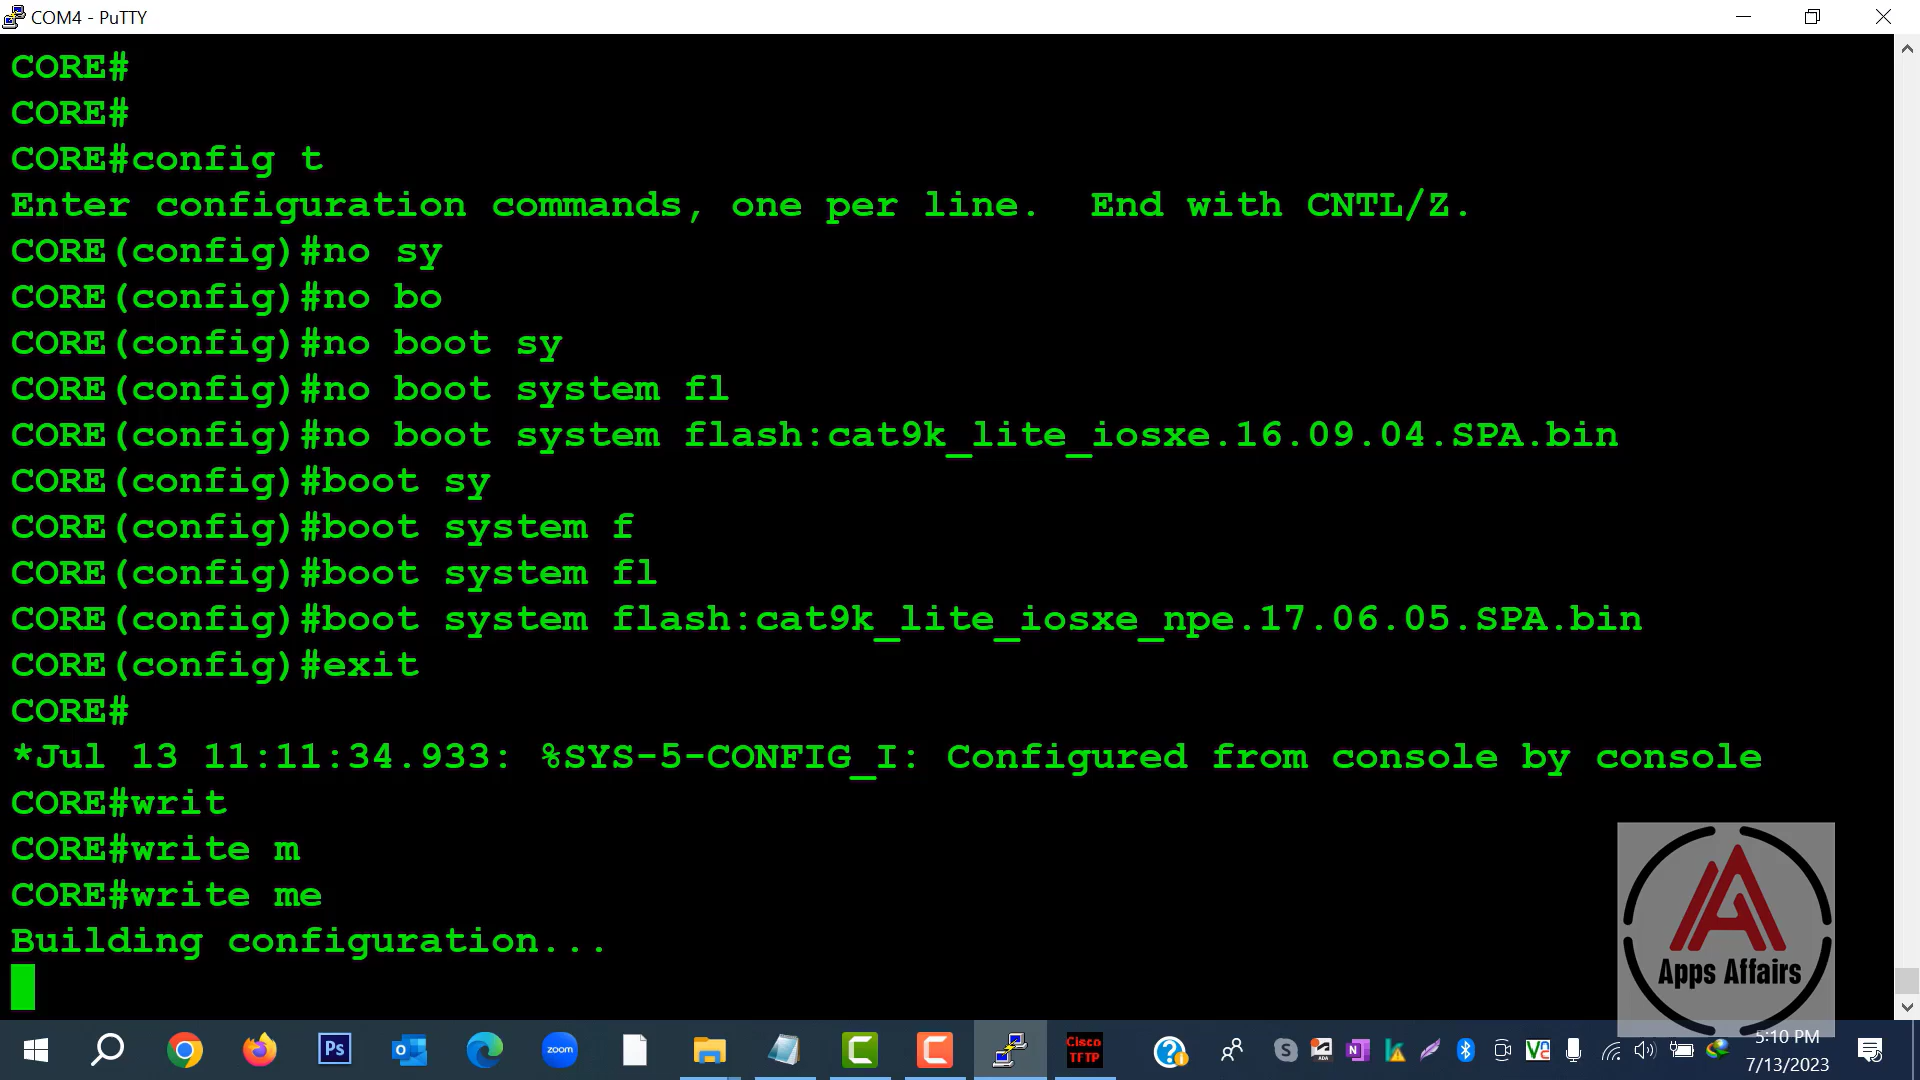 COM4 - PuTTY
CORE#
CORE#
CORE#config t
Enter configuration commands, one per line.  End with CNTL/Z.
CORE(config)#no sy
CORE(config)#no bo
CORE(config)#no boot sy
CORE(config)#no boot system fl
CORE(config)#no boot system flash:cat9k_lite_iosxe.16.09.04.SPA.bin
CORE(config)#boot sy
CORE(config)#boot system f
CORE(config)#boot system fl
CORE(config)#boot system flash:cat9k_lite_iosxe_npe.17.06.05.SPA.bin
CORE(config)#exit
CORE#
*Jul 13 11:11:34.933: %SYS-5-CONFIG_I: Configured from console by console
CORE#writ
CORE#write m
CORE#write me
Building configuration...
Apps Affairs
Ps
zoom
Cisco
TFTP
5:10 PM
7/13/2023